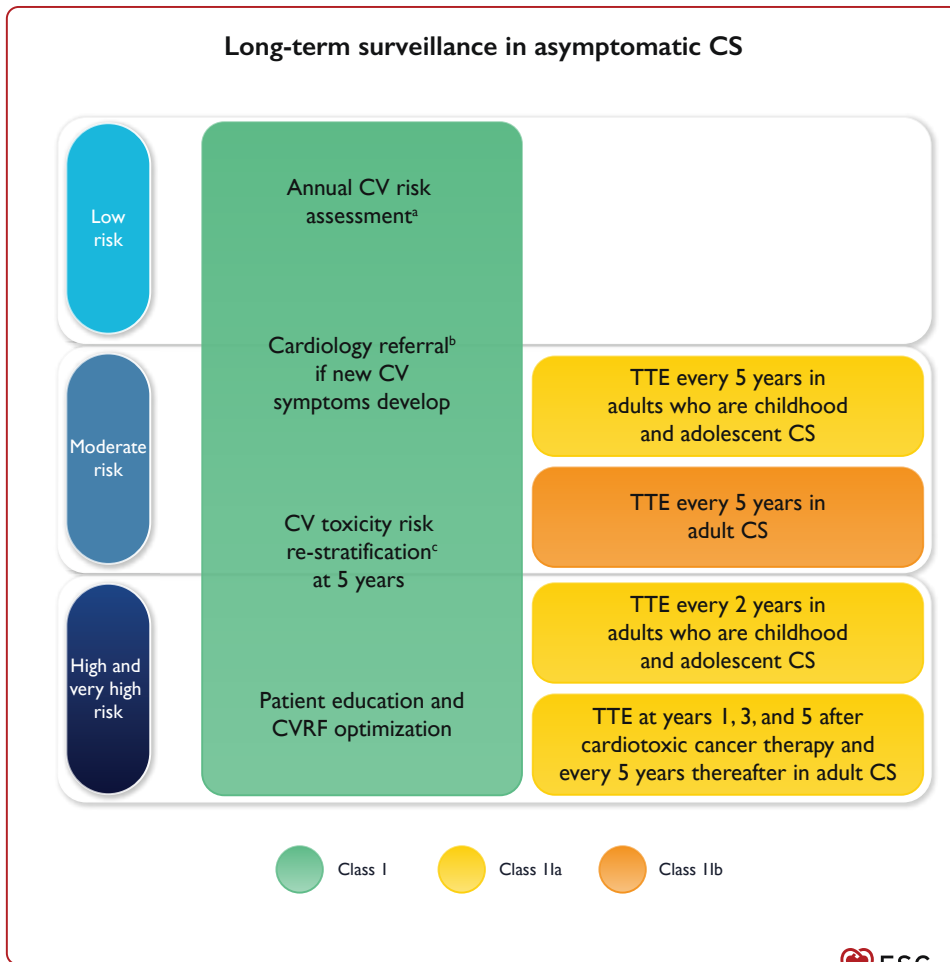 Long-term surveillance in asymptomatic CS
Low
risk
Annual CV risk
assessmentᵃ
Cardiology referralᵇ
if new CV
symptoms develop
Moderate
risk
TTE every 5 years in
adults who are childhood
and adolescent CS
TTE every 5 years in
adult CS
CV toxicity risk
re-stratificationᶜ
at 5 years
High and
very high
risk
Patient education and
CVRF optimization
TTE every 2 years in
adults who are childhood
and adolescent CS
TTE at years 1, 3, and 5 after
cardiotoxic cancer therapy and
every 5 years thereafter in adult CS
Class I
Class IIa
Class IIb
ESC